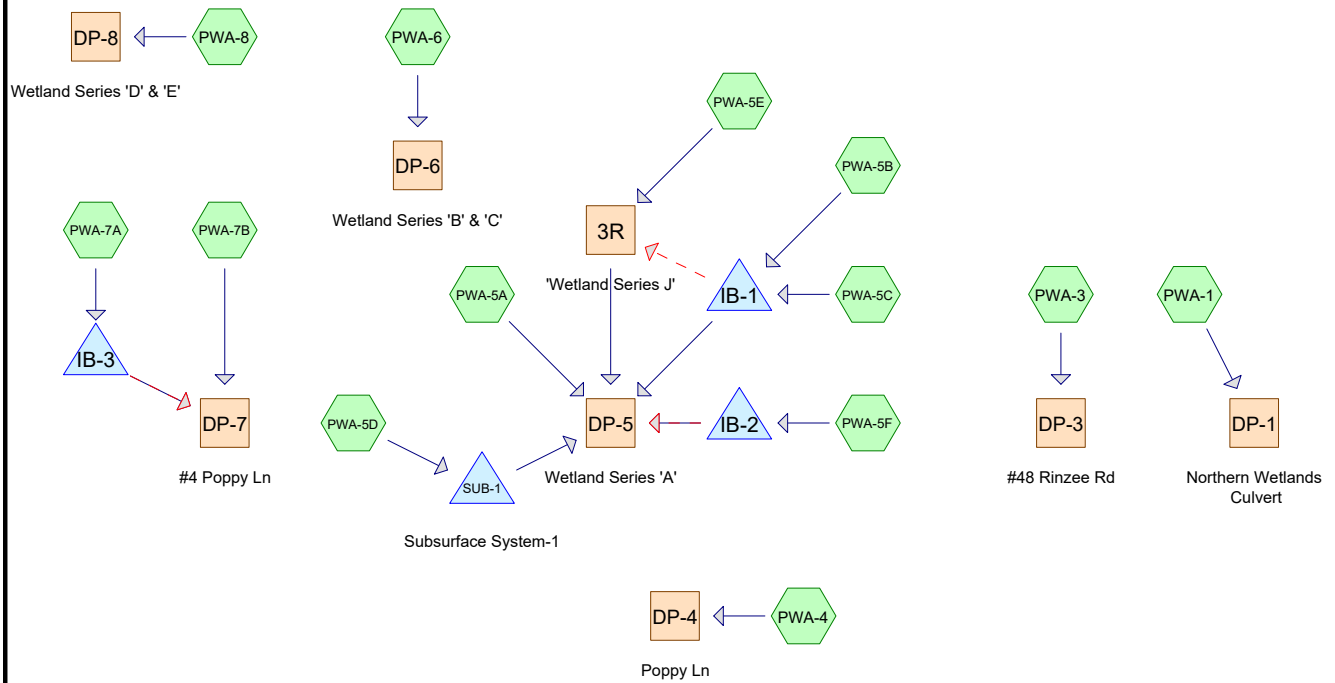 DP-8
PWA-8
Wetland Series 'D' & 'E'
PWA-6
DP-6
Wetland Series 'B' & 'C'
PWA-5E
PWA-5B
PWA-7A
PWA-7B
3R
'Wetland Series J'
PWA-5A
IB-1
PWA-5C
PWA-3
PWA-1
IB-3
DP-7
#4 Poppy Ln
PWA-5D
SUB-1
Subsurface System-1
DP-5
Wetland Series 'A'
IB-2
PWA-5F
DP-3
#48 Rinzee Rd
DP-1
Northern Wetlands
Culvert
DP-4
PWA-4
Poppy Ln